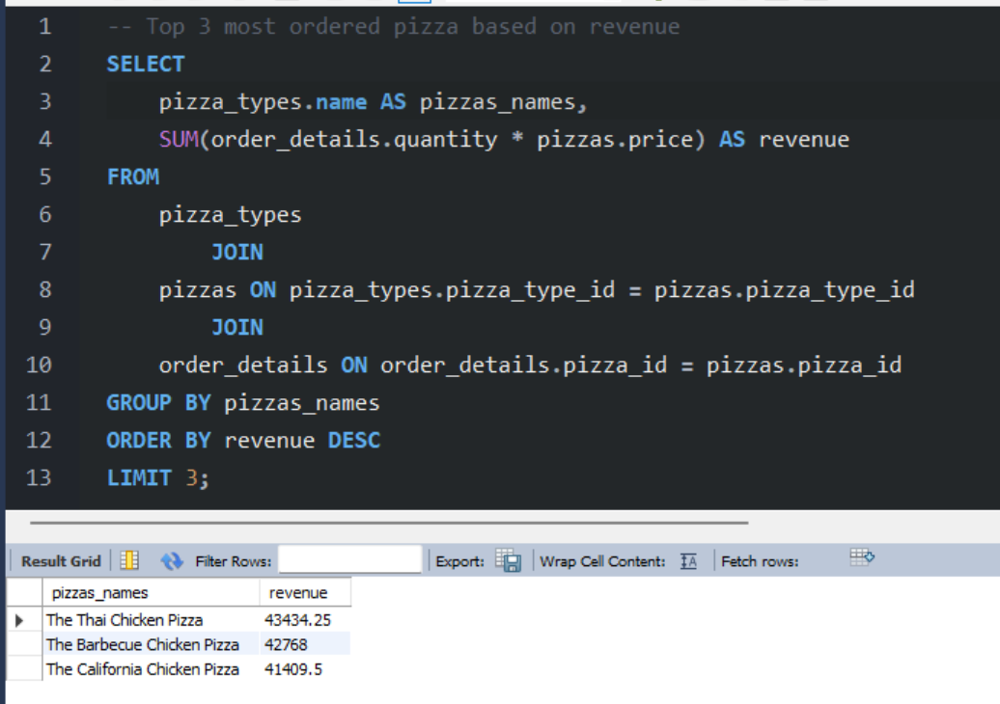 1 -- Top 3 most ordered pizza based on revenue
2 SELECT
3 pizza_types.name AS pizzas_names,
4 SUM(order_details.quantity * pizzas.price) AS revenue
5 FROM
6 pizza_types
7 JOIN
8 pizzas ON pizza_types.pizza_type_id = pizzas.pizza_type_id
9 JOIN
10 order_details ON order_details.pizza_id = pizzas.pizza_id
11 GROUP BY pizzas_names
12 ORDER BY revenue DESC
13 LIMIT 3;
Result Grid Filter Rows: Export: Wrap Cell Content: Fetch rows:
pizzas_names revenue
The Thai Chicken Pizza 43434.25
The Barbecue Chicken Pizza 42768
The California Chicken Pizza 41409.5